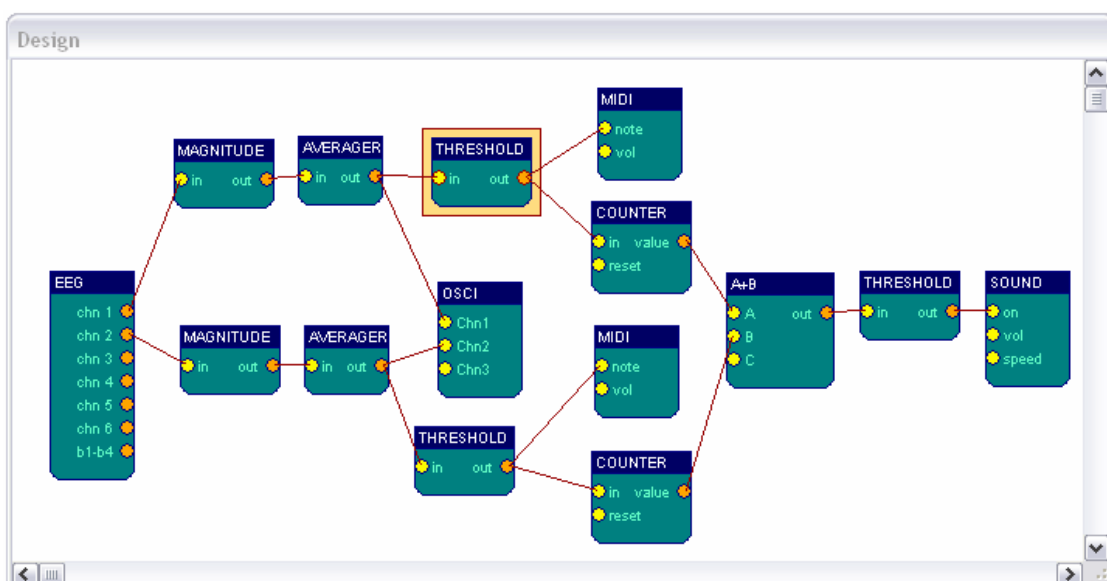 Design
MIDI
note
vol
MAGNITUDE
in out
AVERAGER
in out
THRESHOLD
in out
COUNTER
in value
reset
EEG
chn 1
chn 2
chn 3
chn 4
chn 5
chn 6
b1-b4
OSCI
Chn1
Chn2
Chn3
A+B
A out
B
C
THRESHOLD
in out
SOUND
on
vol
speed
MAGNITUDE
in out
AVERAGER
in out
MIDI
note
vol
THRESHOLD
in out
COUNTER
in value
reset